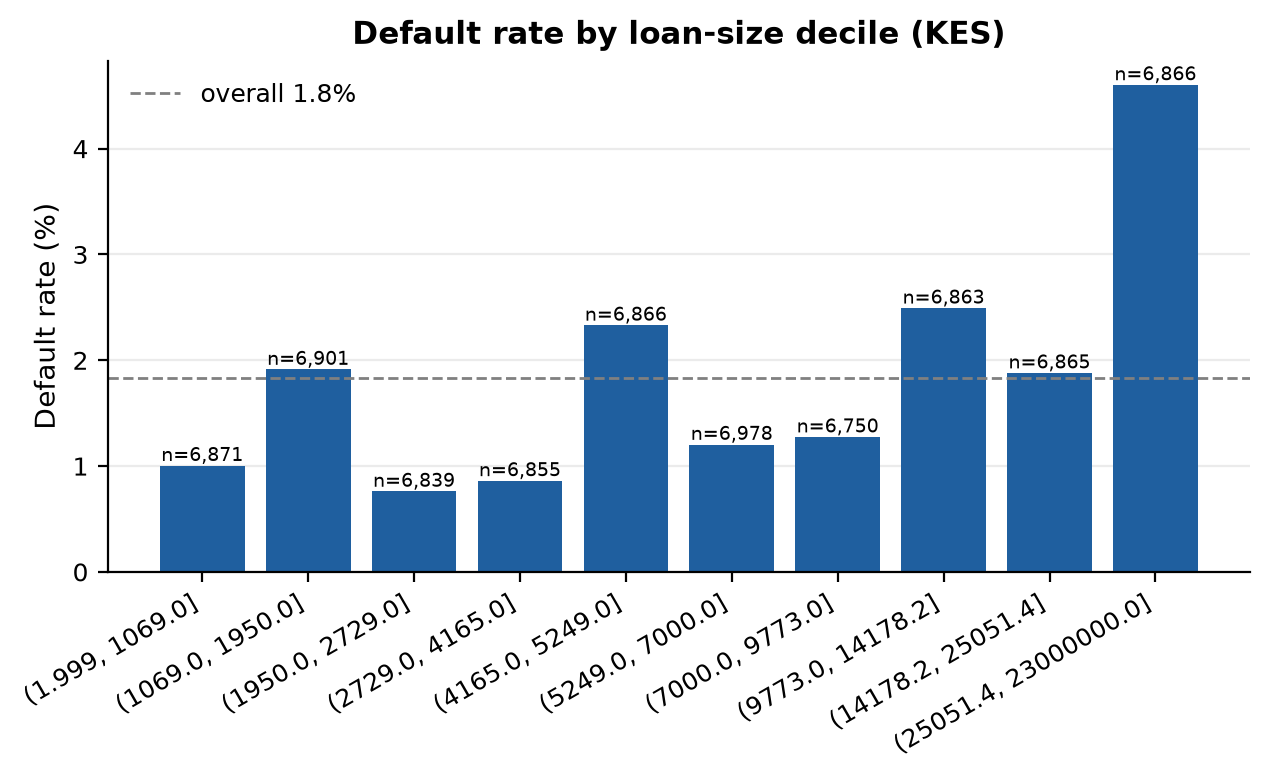 Default rate by loan-size decile (KES)
overall 1.8%
Default rate (%)
4
3
2
1
0
n=6,871
n=6,901
n=6,839
n=6,855
n=6,866
n=6,978
n=6,750
n=6,863
n=6,865
n=6,866
(1.999, 1069.0]
(1069.0, 1950.0]
(1950.0, 2729.0]
(2729.0, 4165.0]
(4165.0, 5249.0]
(5249.0, 7000.0]
(7000.0, 9773.0]
(9773.0, 14178.2]
(14178.2, 25051.4]
(25051.4, 23000000.0]